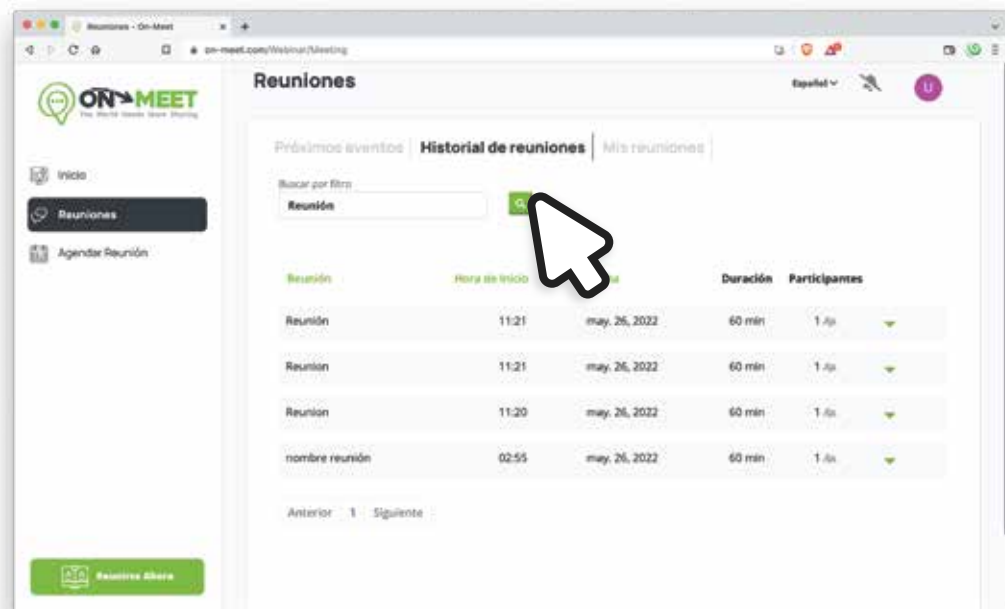 Reuniones - On-Meet
on-meet.com/Webinar/Meeting
ON MEET
Reuniones
Español
U
Próximos eventos Historial de reuniones Mis reuniones
Inicio
Reuniones
Agendar Reunión
Buscar por filtro
Reunión
Reunión Hora de Inicio Duración Participantes
Reunión 11:21 may. 26, 2022 60 min 1
Reunion 11:21 may. 26, 2022 60 min 1
Reunion 11:20 may. 26, 2022 60 min 1
nombre reunión 02:55 may. 26, 2022 60 min 1
Anterior 1 Siguiente
Reunirse Ahora